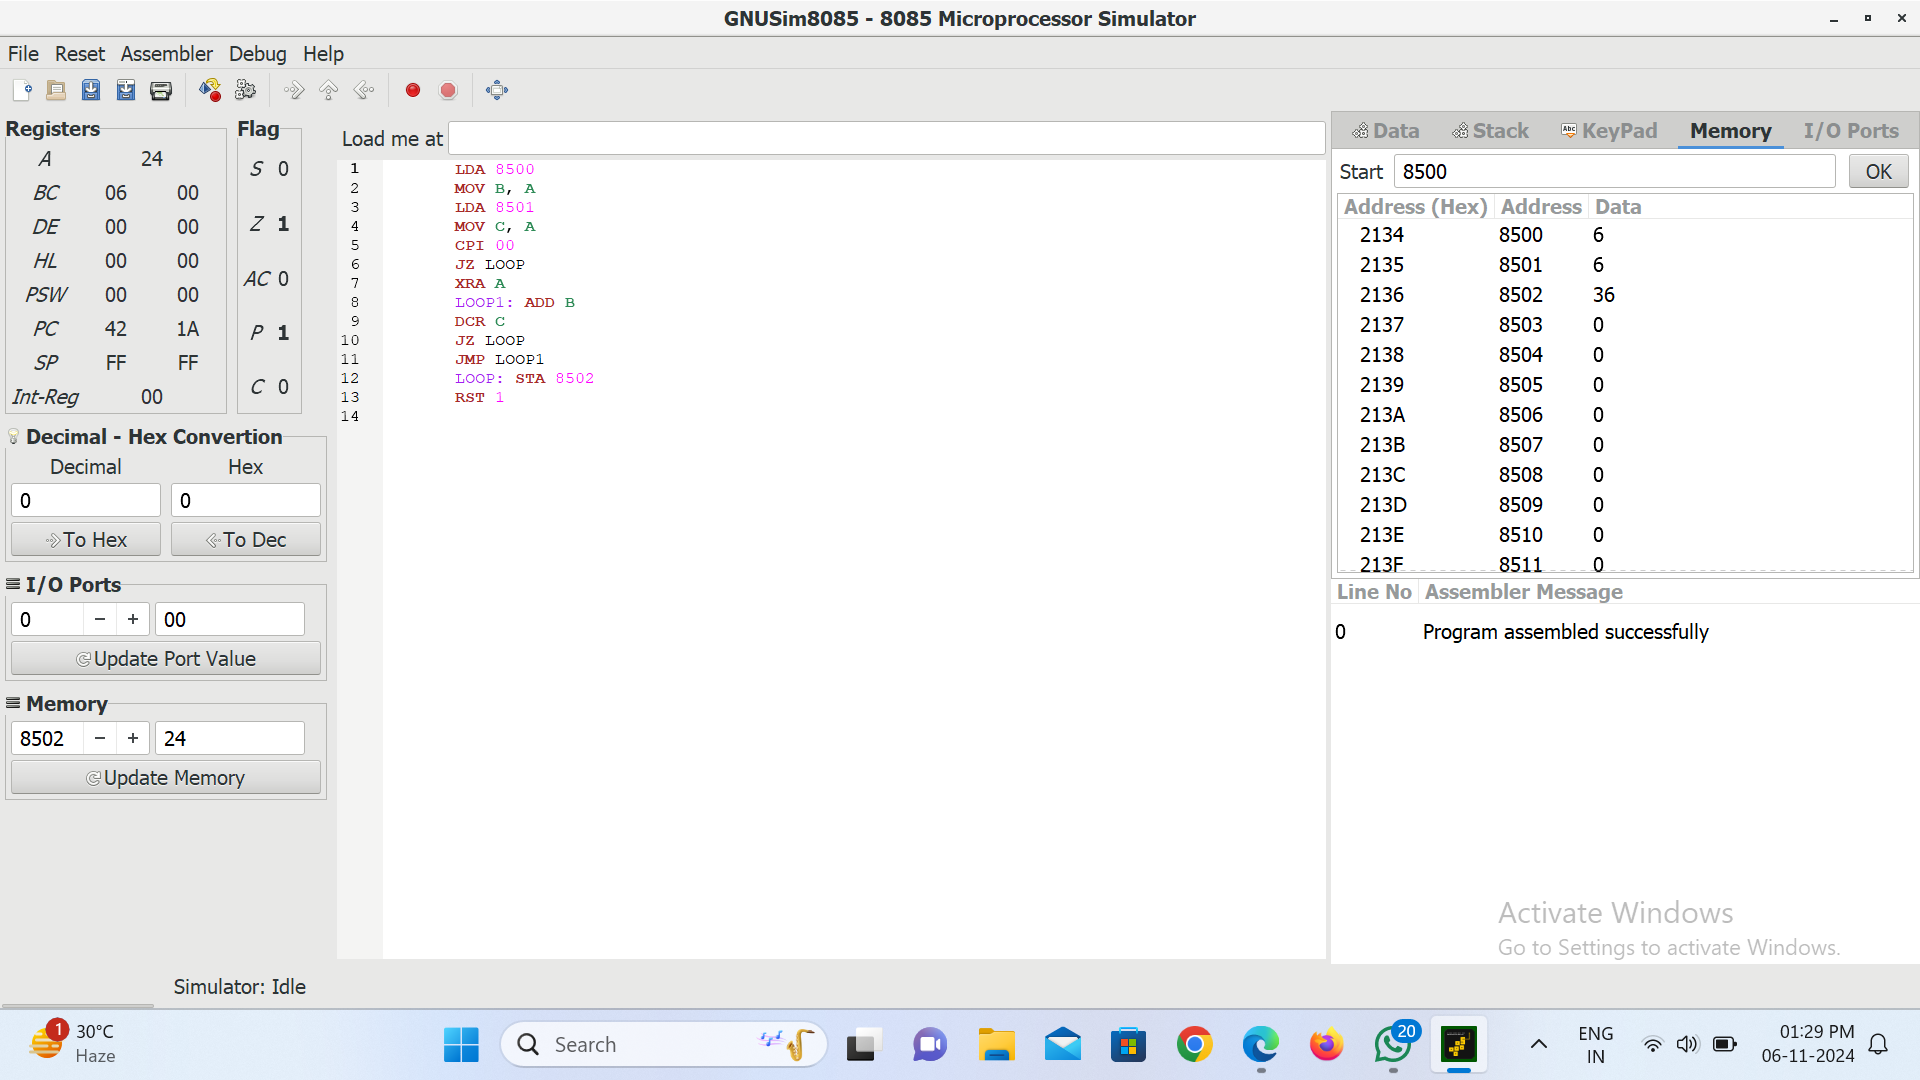 GNUSim8085 - 8085 Microprocessor Simulator
File Reset Assembler Debug Help
Registers
A 24
BC 06 00
DE 00 00
HL 00 00
PSW 00 00
PC 42 1A
SP FF FF
Int-Reg 00
Flag
S 0
Z 1
AC 0
P 1
C 0
Decimal - Hex Convertion
Decimal Hex
0 0
To Hex To Dec
I/O Ports
0 − + 00
Update Port Value
Memory
8502 − + 24
Update Memory
Load me at
1 LDA 8500
2 MOV B, A
3 LDA 8501
4 MOV C, A
5 CPI 00
6 JZ LOOP
7 XRA A
8 LOOP1: ADD B
9 DCR C
10 JZ LOOP
11 JMP LOOP1
12 LOOP: STA 8502
13 RST 1
14
Data Stack Abc KeyPad Memory I/O Ports
Start 8500 OK
Address (Hex) Address Data
2134 8500 6
2135 8501 6
2136 8502 36
2137 8503 0
2138 8504 0
2139 8505 0
213A 8506 0
213B 8507 0
213C 8508 0
213D 8509 0
213E 8510 0
213F 8511 0
Line No Assembler Message
0 Program assembled successfully
Activate Windows
Go to Settings to activate Windows.
Simulator: Idle
1 30°C
Haze
Search
20
ENG
IN
01:29 PM
06-11-2024